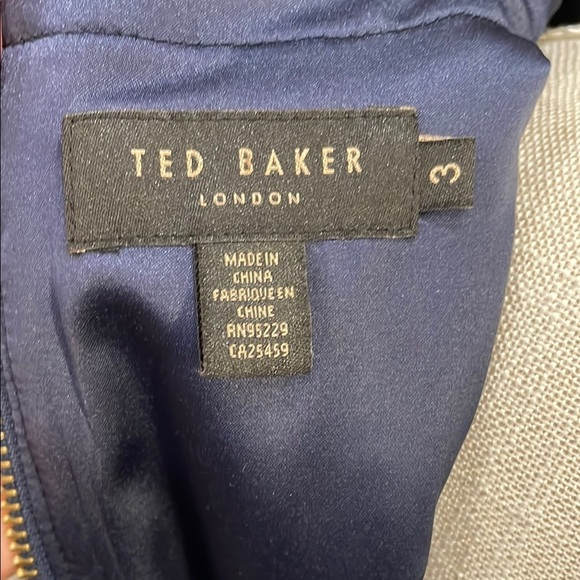 TED BAKER
LONDON
3
MADE IN
CHINA
FABRIQUE EN
CHINE
RN95229
CA25459